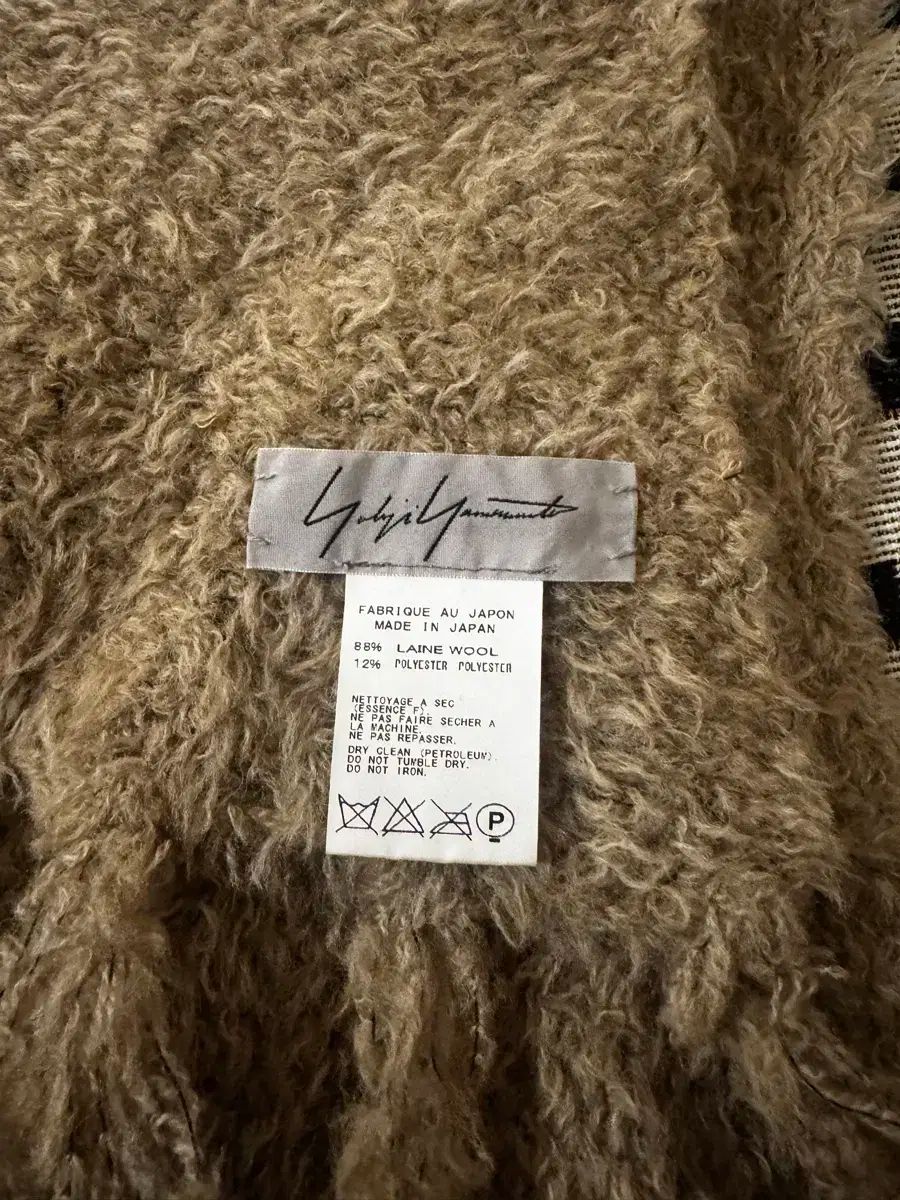 Yohji Yamamoto
FABRIQUE AU JAPON
MADE IN JAPAN
88% LAINE WOOL
12% POLYESTER POLYESTER
NETTOYAGE A SEC
(ESSENCE F).
NE PAS FAIRE SECHER A
LA MACHINE.
NE PAS REPASSER.
DRY CLEAN (PETROLEUM).
DO NOT TUMBLE DRY.
DO NOT IRON.
P